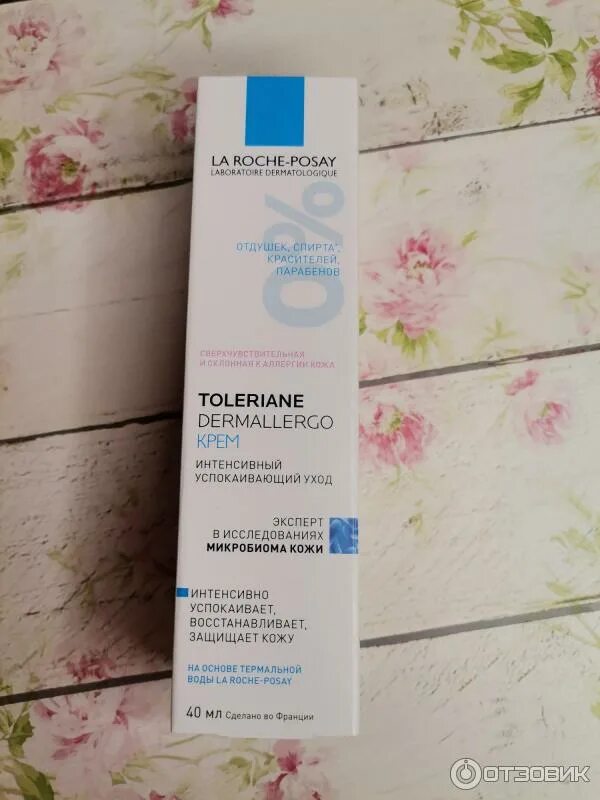 LA ROCHE-POSAY
LABORATOIRE DERMATOLOGIQUE
0%
ОТДУШЕК, СПИРТА*,
КРАСИТЕЛЕЙ,
ПАРАБЕНОВ
СВЕРХЧУВСТВИТЕЛЬНАЯ
И СКЛОННАЯ К АЛЛЕРГИИ КОЖА
TOLERIANE
DERMALLERGO
КРЕМ
ИНТЕНСИВНЫЙ
УСПОКАИВАЮЩИЙ УХОД
ЭКСПЕРТ
В ИССЛЕДОВАНИЯХ
МИКРОБИОМА КОЖИ
ИНТЕНСИВНО
УСПОКАИВАЕТ,
ВОССТАНАВЛИВАЕТ,
ЗАЩИЩАЕТ КОЖУ
НА ОСНОВЕ ТЕРМАЛЬНОЙ
ВОДЫ LA ROCHE-POSAY
40 МЛ Сделано во Франции
ОТЗОВИК